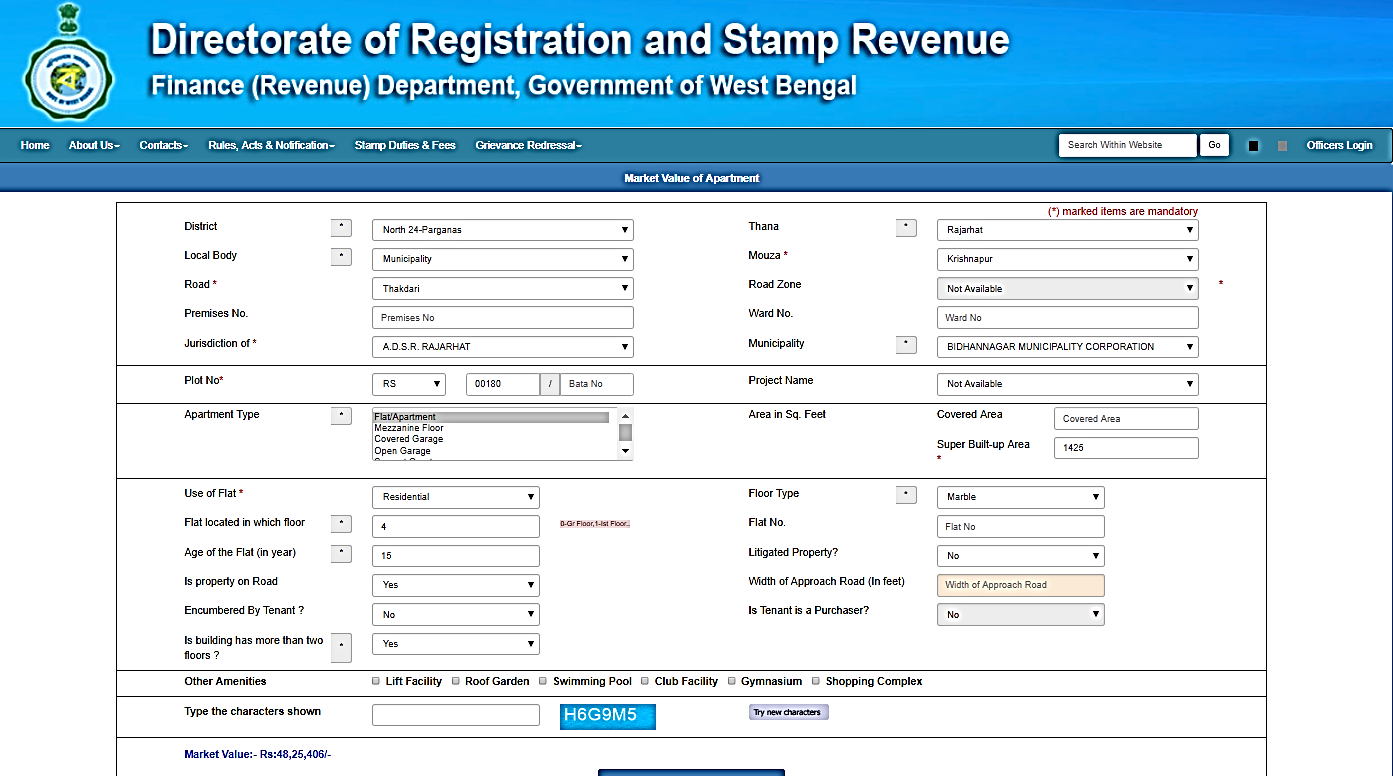 Directorate of Registration and Stamp Revenue
Finance (Revenue) Department, Government of West Bengal
Home About Us Contacts Rules, Acts & Notification Stamp Duties & Fees Grievance Redressal Search Within Website Go Officers Login
Market Value of Apartment
(*) marked items are mandatory
District * North 24-Parganas Thana * Rajarhat
Local Body * Municipality Mouza * Krishnapur
Road * Thakdari Road Zone Not Available *
Premises No. Premises No Ward No. Ward No
Jurisdiction of * A.D.S.R. RAJARHAT Municipality * BIDHANNAGAR MUNICIPALITY CORPORATION
Plot No* RS 00180 / Bata No Project Name Not Available
Apartment Type * Flat/Apartment Area in Sq. Feet Covered Area Covered Area
Mezzanine Floor
Covered Garage
Open Garage
Super Built-up Area * 1425
Use of Flat * Residential Floor Type * Marble
Flat located in which floor * 4 0-Gr Floor,1-Ist Floor.. Flat No. Flat No
Age of the Flat (in year) * 15 Litigated Property? No
Is property on Road Yes Width of Approach Road (In feet) Width of Approach Road
Encumbered By Tenant ? No Is Tenant is a Purchaser? No
Is building has more than two * Yes
floors ?
Other Amenities Lift Facility Roof Garden Swimming Pool Club Facility Gymnasium Shopping Complex
Type the characters shown H6G9M5 Try new characters
Market Value:- Rs:48,25,406/-